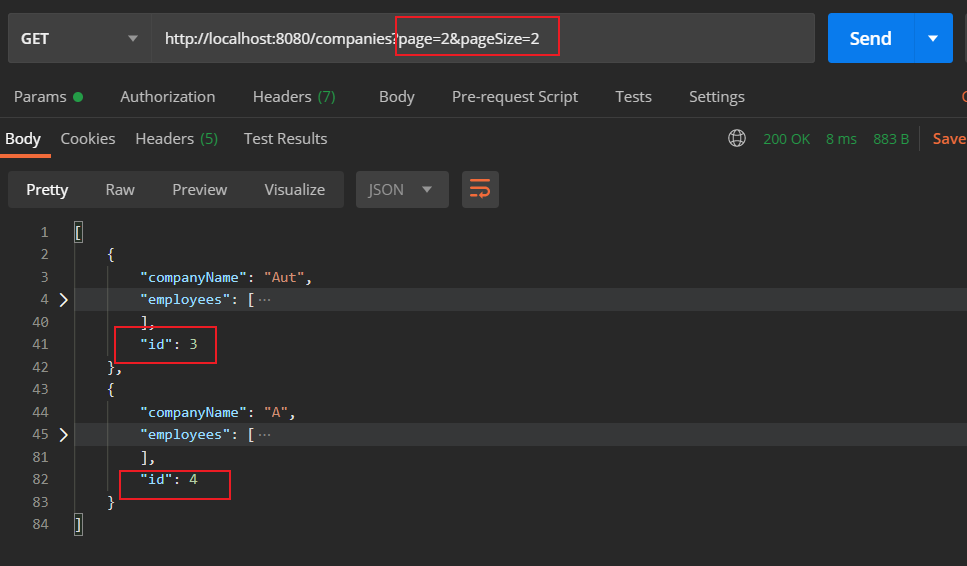 GET http://localhost:8080/companies?page=2&pageSize=2 Send
Params Authorization Headers (7) Body Pre-request Script Tests Settings
Body Cookies Headers (5) Test Results 200 OK 8 ms 883 B Save
Pretty Raw Preview Visualize JSON
1 [
2 {
3 "companyName": "Aut",
4 "employees": [ ···
40 ],
41 "id": 3
42 },
43 {
44 "companyName": "A",
45 "employees": [ ···
81 ],
82 "id": 4
83 }
84 ]